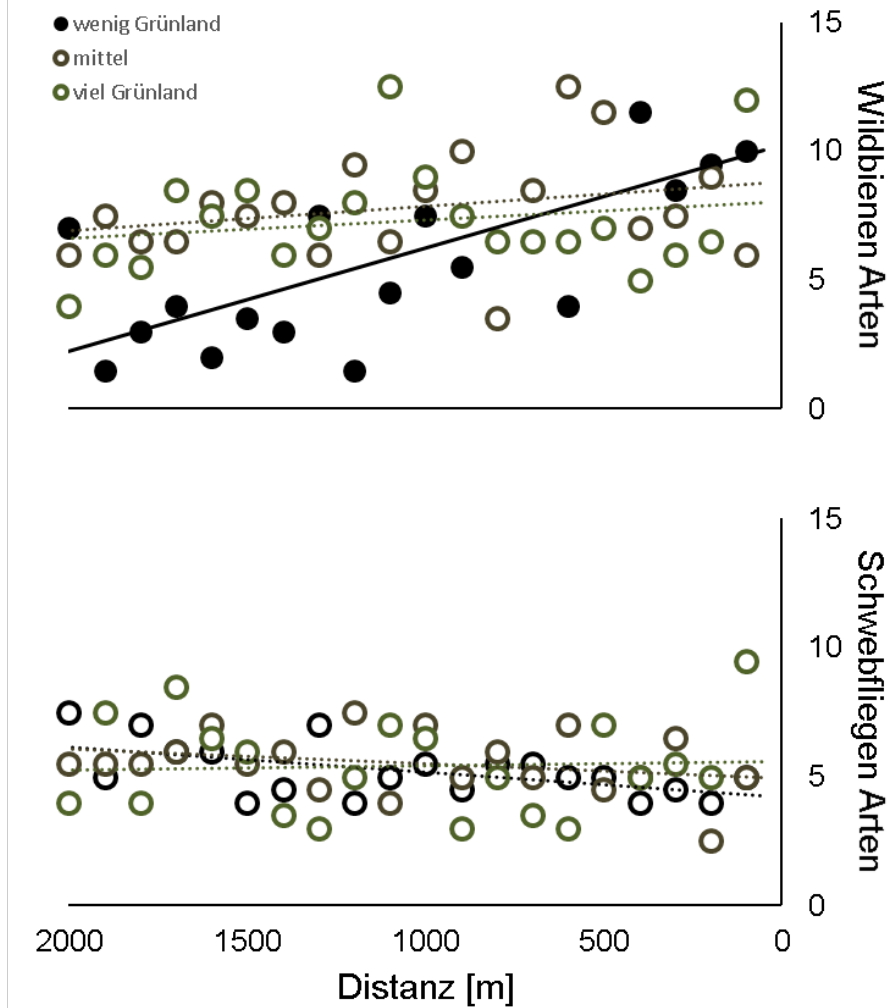 wenig Grünland
mittel
viel Grünland
15
10
5
0
Wildbienen Arten
15
10
5
0
Schwebfliegen Arten
2000 1500 1000 500 0
Distanz [m]